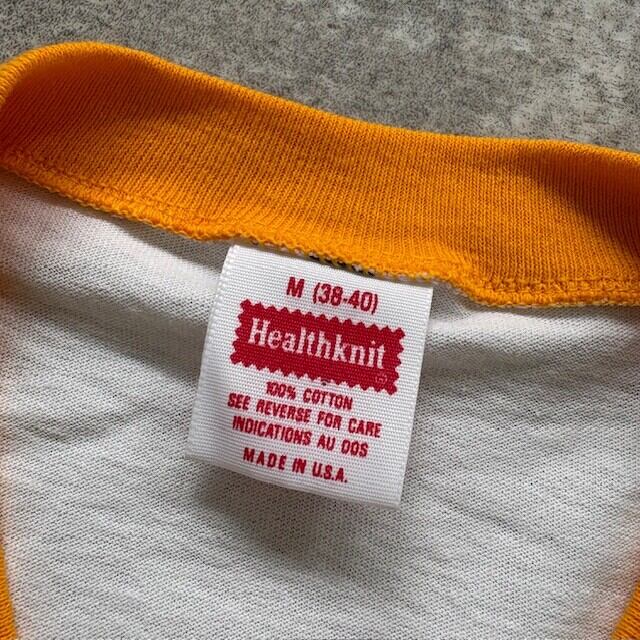 M (38-40)
Healthknit
100% COTTON
SEE REVERSE FOR CARE
INDICATIONS AU DOS
MADE IN U.S.A.